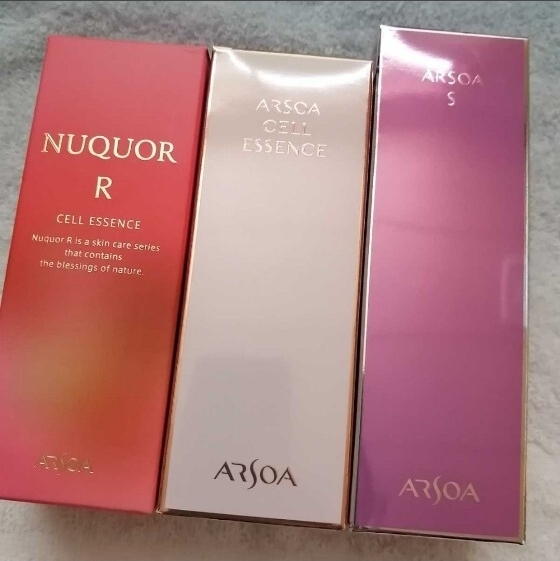 NUQUOR
R
CELL ESSENCE
Nuquor R is a skin care series
that contains
the blessings of nature.
ARSOA
ARSOA
CELL
ESSENCE
ARSOA
ARSOA
S
ARSOA